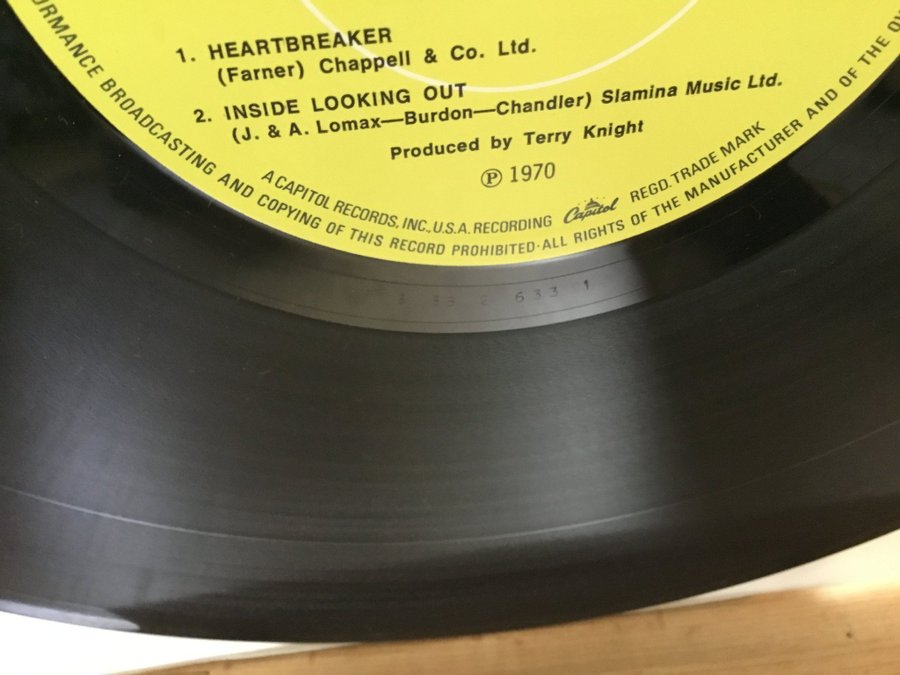 1. HEARTBREAKER
(Farner) Chappell & Co. Ltd.
2. INSIDE LOOKING OUT
(J. & A. Lomax—Burdon—Chandler) Slamina Music Ltd.
Produced by Terry Knight
Ⓟ 1970
A CAPITOL RECORDS, INC., U.S.A. RECORDING Capitol REGD. TRADE MARK
BROADCASTING AND COPYING OF THIS RECORD PROHIBITED·ALL RIGHTS OF THE MANUFACTURER AND OF THE
633 1